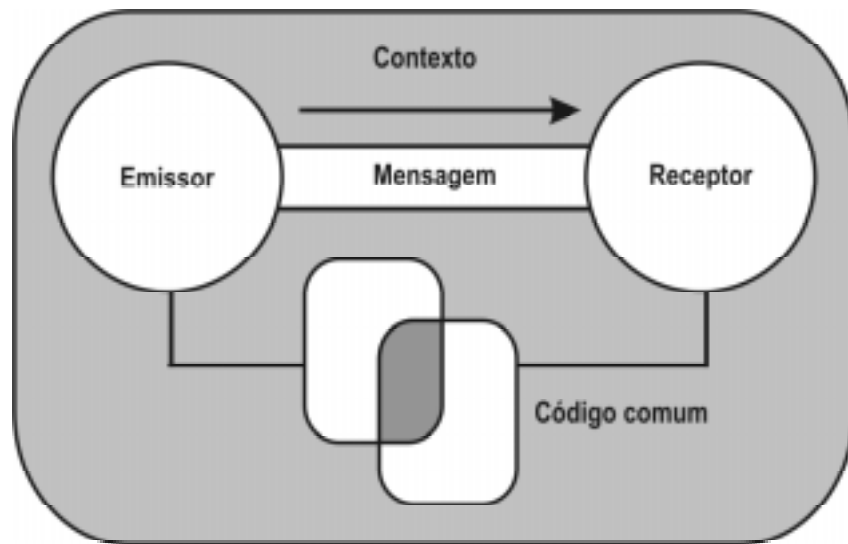 Contexto
Emissor
Mensagem
Receptor
Código comum